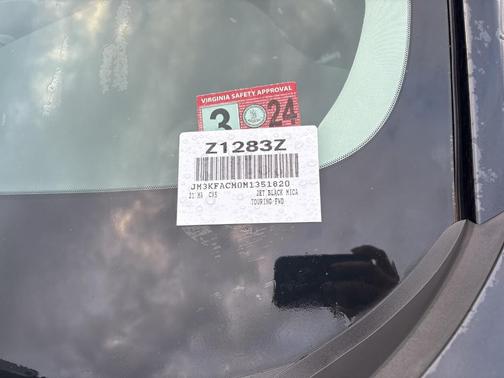 VIRGINIA SAFETY APPROVAL
3 24
Z1283Z
JM3KFACM0M1351820
21 MA CX5 JET BLACK MICA
TOURING FWD